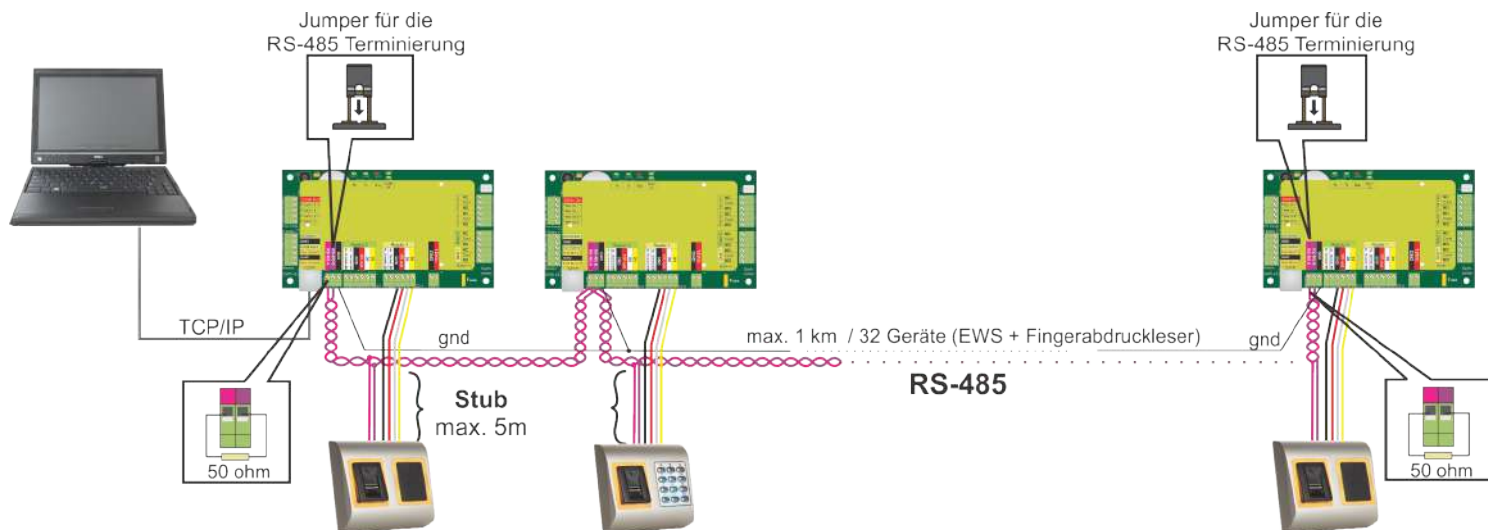 Jumper für die
RS-485 Terminierung
Jumper für die
RS-485 Terminierung
TCP/IP
gnd
max. 1 km / 32 Geräte (EWS + Fingerabdruckleser)
gnd
RS-485
Stub
max. 5m
50 ohm
50 ohm